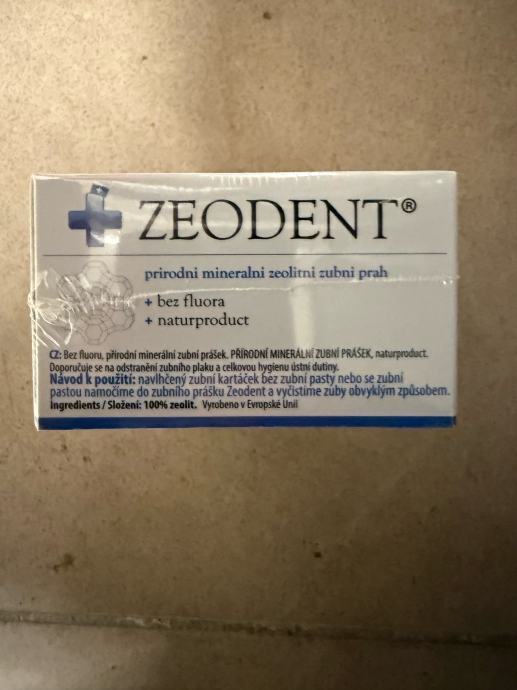 ZEODENT®
prirodni mineralni zeolitni zubni prah
+ bez fluora
+ naturproduct
CZ: Bez fluoru, přírodní minerální zubní prášek. PŘÍRODNÍ MINERÁLNÍ ZUBNÍ PRÁŠEK, naturproduct.
Doporučuje se na odstranění zubního plaku a celkovou hygienu ústní dutiny.
Návod k použití: navlhčený zubní kartáček bez zubní pasty nebo se zubní
pastou namočíme do zubního prášku Zeodent a vyčistíme zuby obvyklým způsobem.
Ingredients / Složení: 100% zeolit. Vyrobeno v Evropské Unii